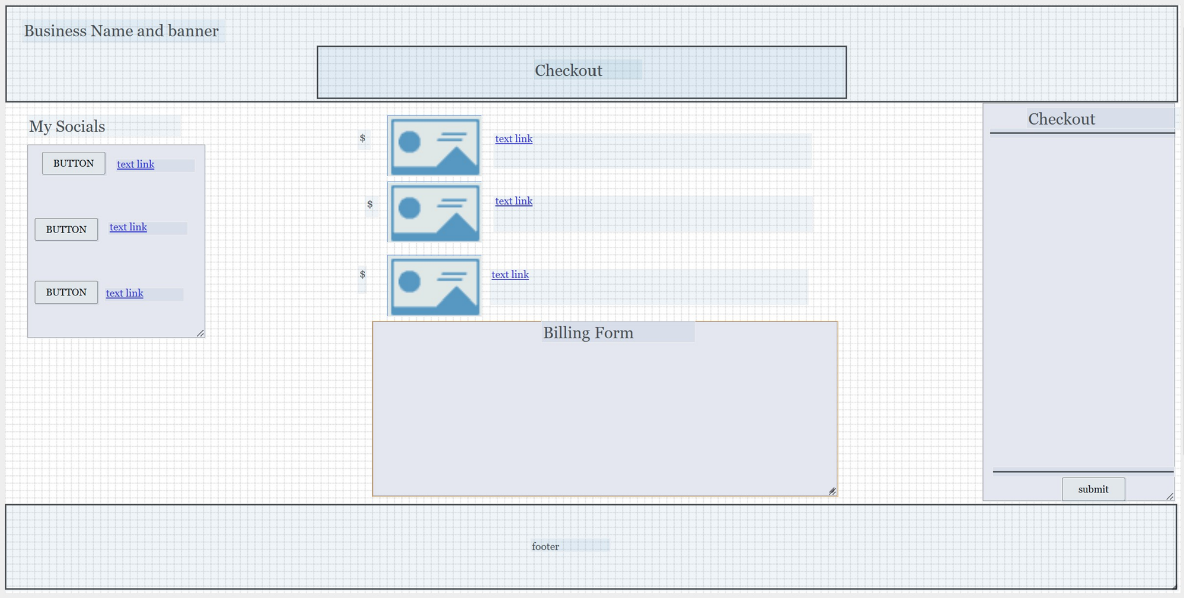 Business Name and banner
Checkout
My Socials
BUTTON text link
BUTTON text link
BUTTON text link
$ text link
$ text link
$ text link
Billing Form
Checkout
submit
footer